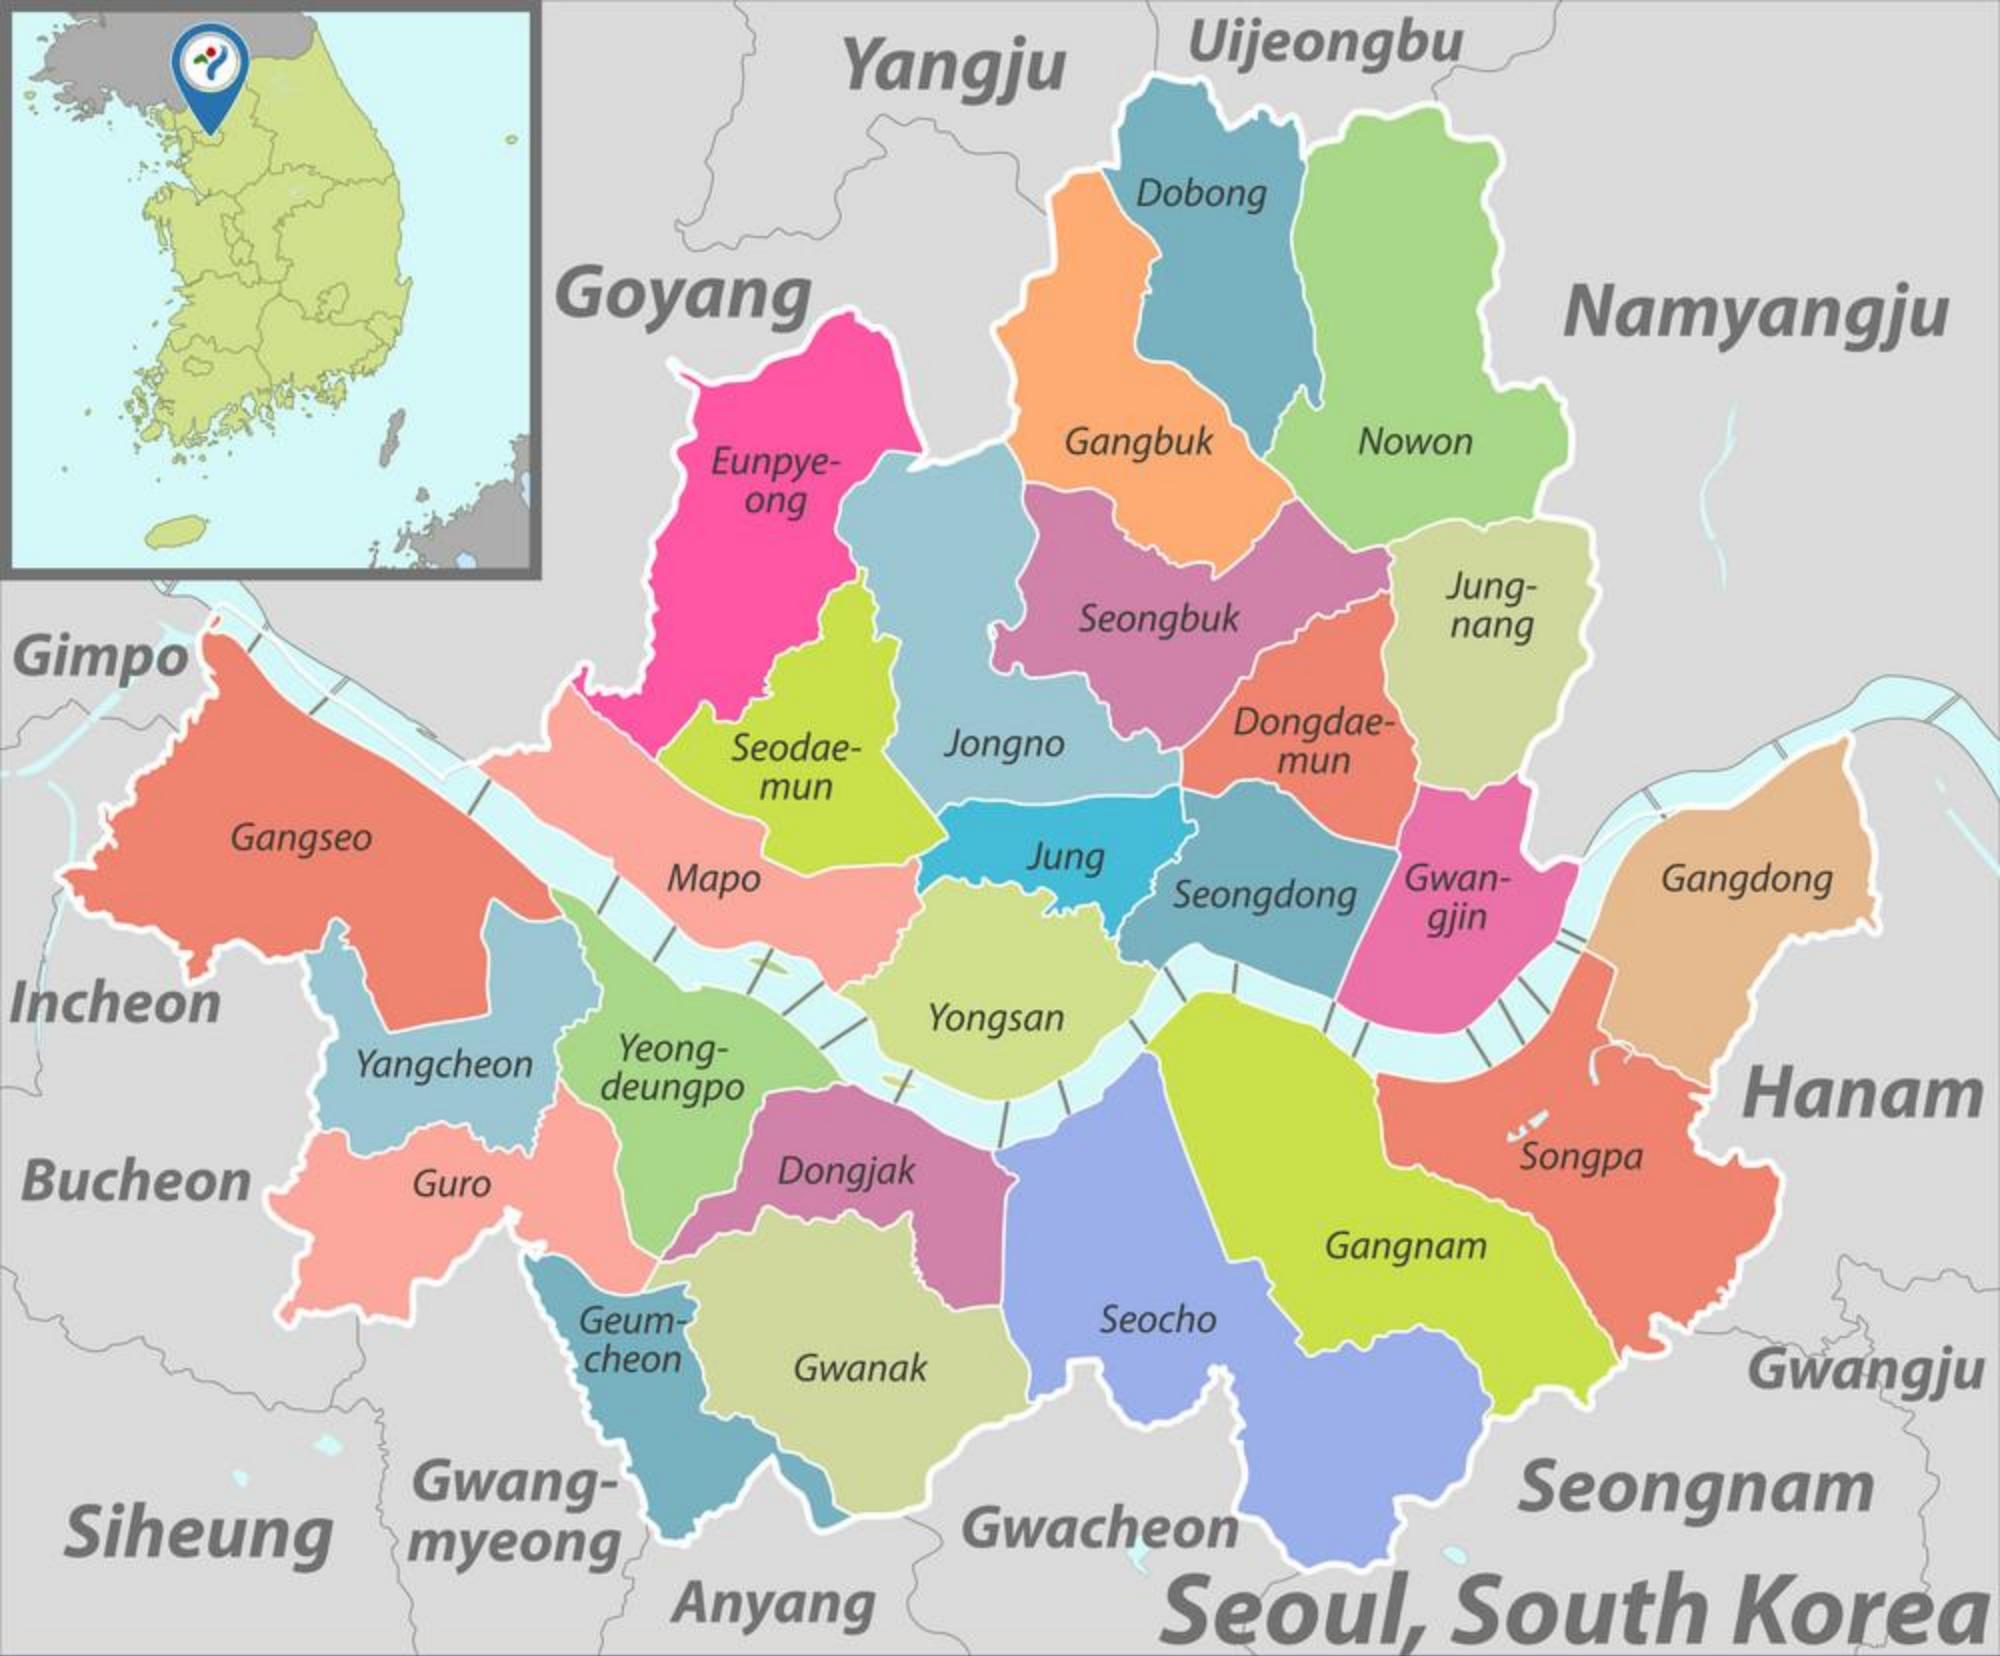 Yangju
Uijeongbu
Dobong
Goyang
Namyangju
Gangbuk
Nowon
Eunpye-
ong
Jung-
nang
Seongbuk
Gimpo
Dongdae-
mun
Seodae-
mun
Jongno
Gangseo
Mapo
Jung
Seongdong
Gwan-
gjin
Gangdong
Incheon
Yongsan
Yangcheon
Yeong-
deungpo
Hanam
Bucheon
Guro
Dongjak
Songpa
Gangnam
Geum-
cheon
Seocho
Gwanak
Gwangju
Gwang-
myeong
Seongnam
Siheung
Gwacheon
Anyang
Seoul, South Korea